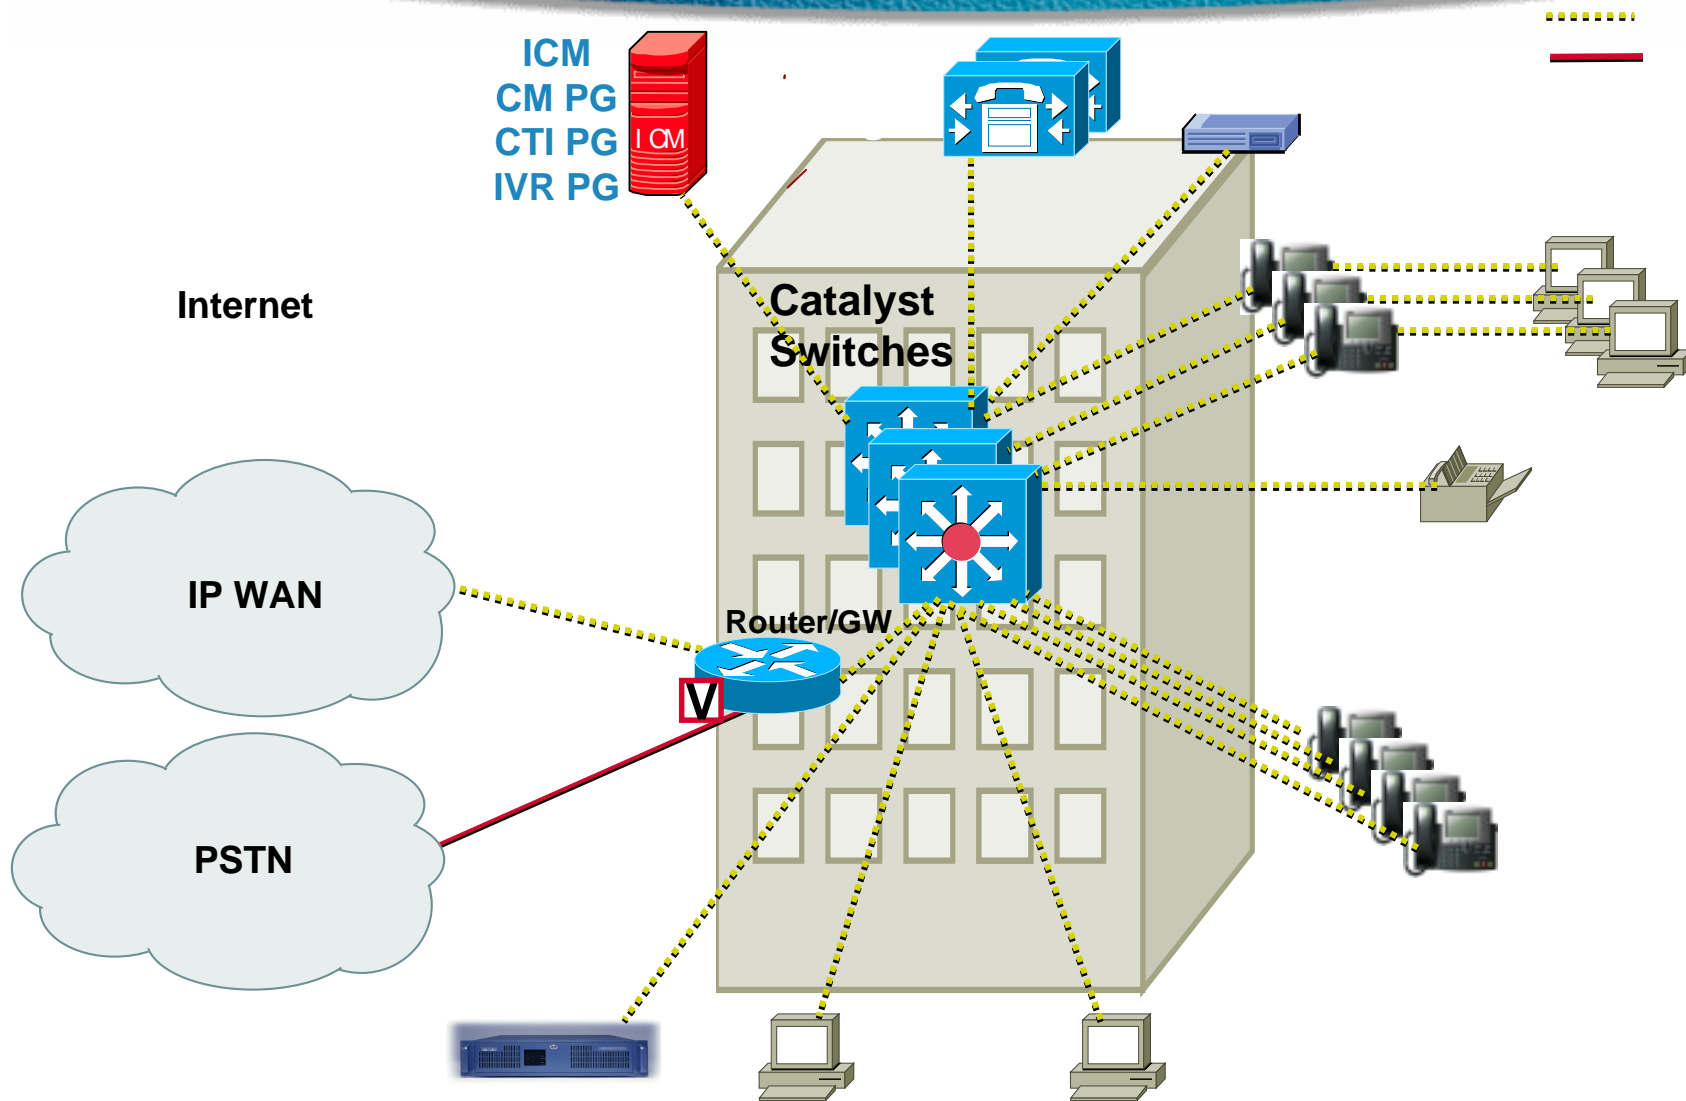 ICM
CM PG
CTI PG
IVR PG
ICM
Internet
Catalyst
Switches
IP WAN
Router/GW
V
PSTN